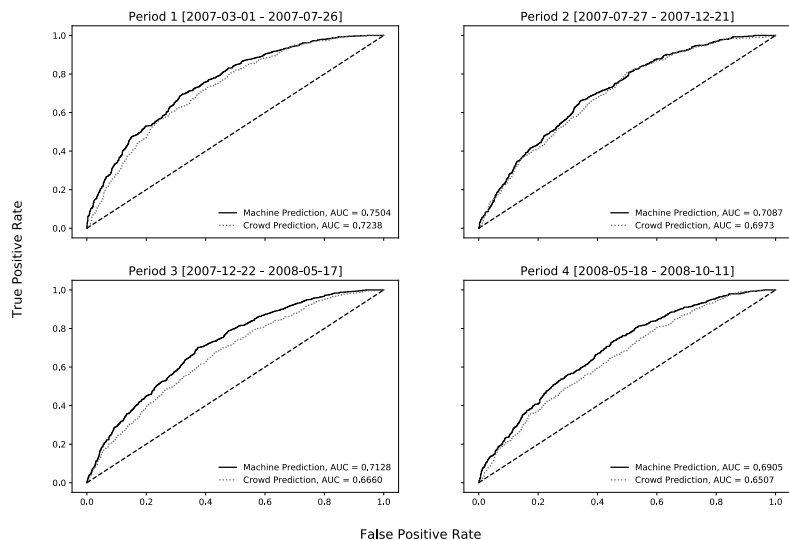 Period 1 [2007-03-01 - 2007-07-26]
1.0
0.8
0.6
0.4
0.2
0.0
Machine Prediction, AUC = 0.7504
Crowd Prediction, AUC = 0.7238
Period 2 [2007-07-27 - 2007-12-21]
Machine Prediction, AUC = 0.7087
Crowd Prediction, AUC = 0.6973
True Positive Rate
Period 3 [2007-12-22 - 2008-05-17]
1.0
0.8
0.6
0.4
0.2
0.0
Machine Prediction, AUC = 0.7128
Crowd Prediction, AUC = 0.6660
0.0 0.2 0.4 0.6 0.8 1.0
Period 4 [2008-05-18 - 2008-10-11]
Machine Prediction, AUC = 0.6905
Crowd Prediction, AUC = 0.6507
0.0 0.2 0.4 0.6 0.8 1.0
False Positive Rate